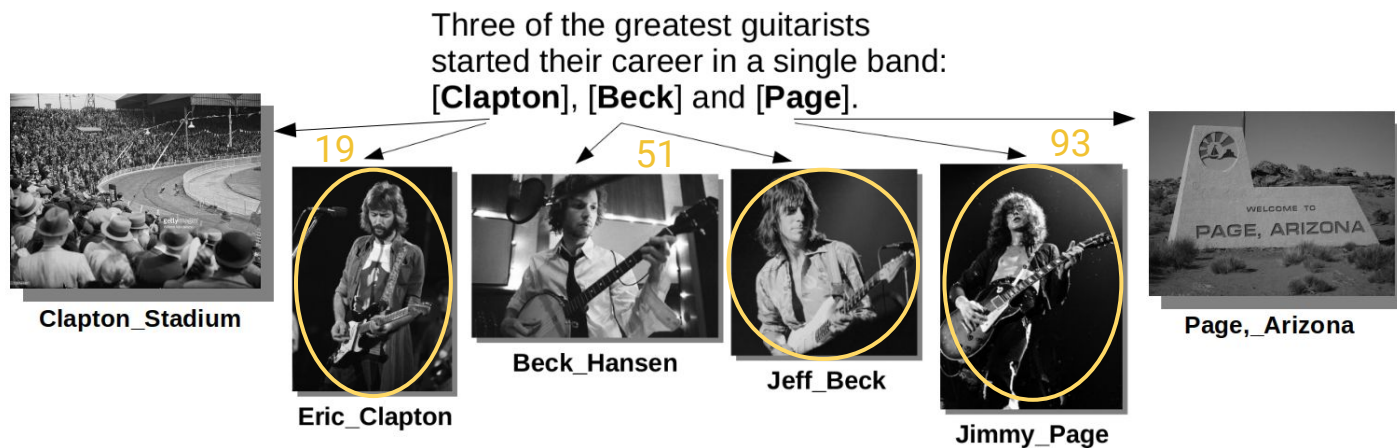 Three of the greatest guitarists
started their career in a single band:
[Clapton], [Beck] and [Page].
19
51
93
gettyimages
WELCOME TO
PAGE, ARIZONA
Clapton_Stadium
Eric_Clapton
Beck_Hansen
Jeff_Beck
Jimmy_Page
Page,_Arizona